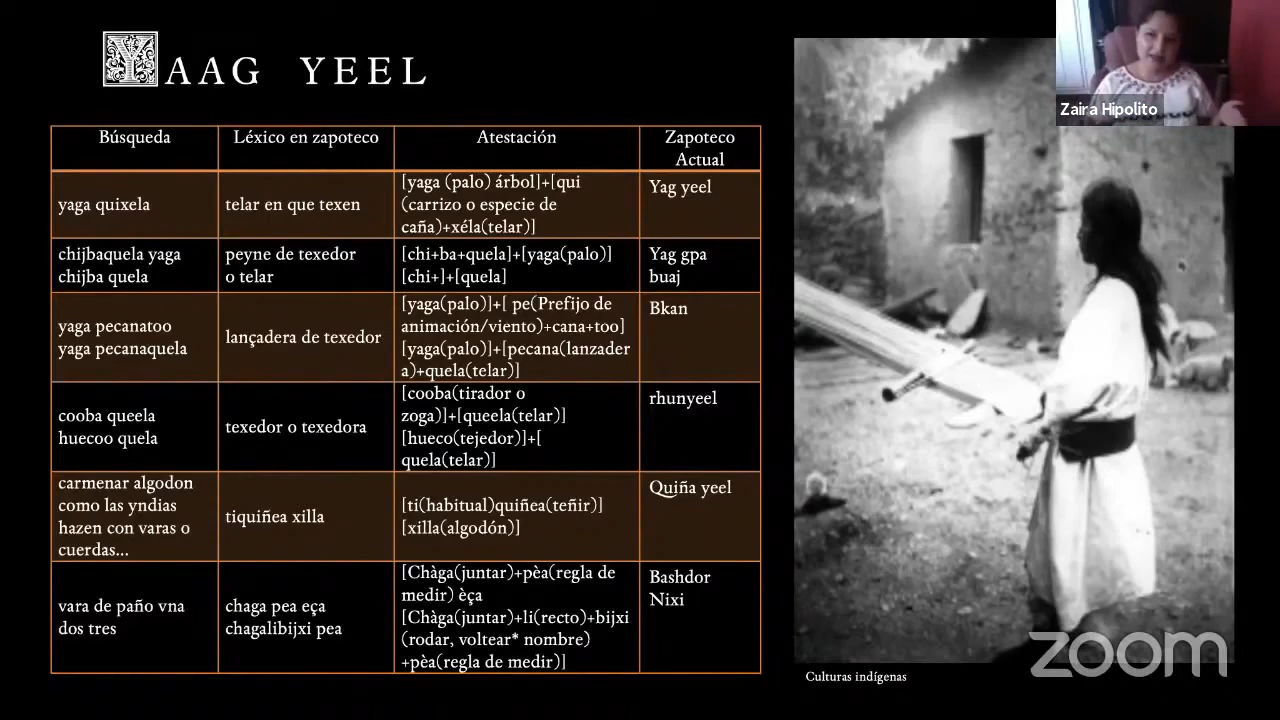 YAAG YEEL
Zaira Hipolito
Búsqueda
Léxico en zapoteco
Atestación
Zapoteco
Actual
yaga quixela
telar en que texen
[yaga (palo) árbol]+[qui
(carrizo o especie de
caña)+xéla(telar)]
Yag yeel
chijbaquela yaga
chijba quela
peyne de texedor
o telar
[chi+ba+quela]+[yaga(palo)]
[chi+]+[quela]
Yag gpa
buaj
yaga pecanatoo
yaga pecanaquela
lançadera de texedor
[yaga(palo)]+[ pe(Prefijo de
animación/viento)+cana+too]
[yaga(palo)]+[pecana(lanzader
a)+quela(telar)]
Bkan
cooba queela
huecoo quela
texedor o texedora
[cooba(tirador o
zoga)]+[queela(telar)]
[hueco(tejedor)]+[
quela(telar)]
rhunyeel
carmenar algodon
como las yndias
hazen con varas o
cuerdas...
tiquiñea xilla
[ti(habitual)quiñea(teñir)]
[xilla(algodón)]
Quiña yeel
vara de paño vna
dos tres
chaga pea eça
chagalibijxi pea
[Chàga(juntar)+pèa(regla de
medir) èça
[Chàga(juntar)+li(recto)+bijxi
(rodar, voltear* nombre)
+pèa(regla de medir)]
Bashdor
Nixi
zoom
Culturas indígenas